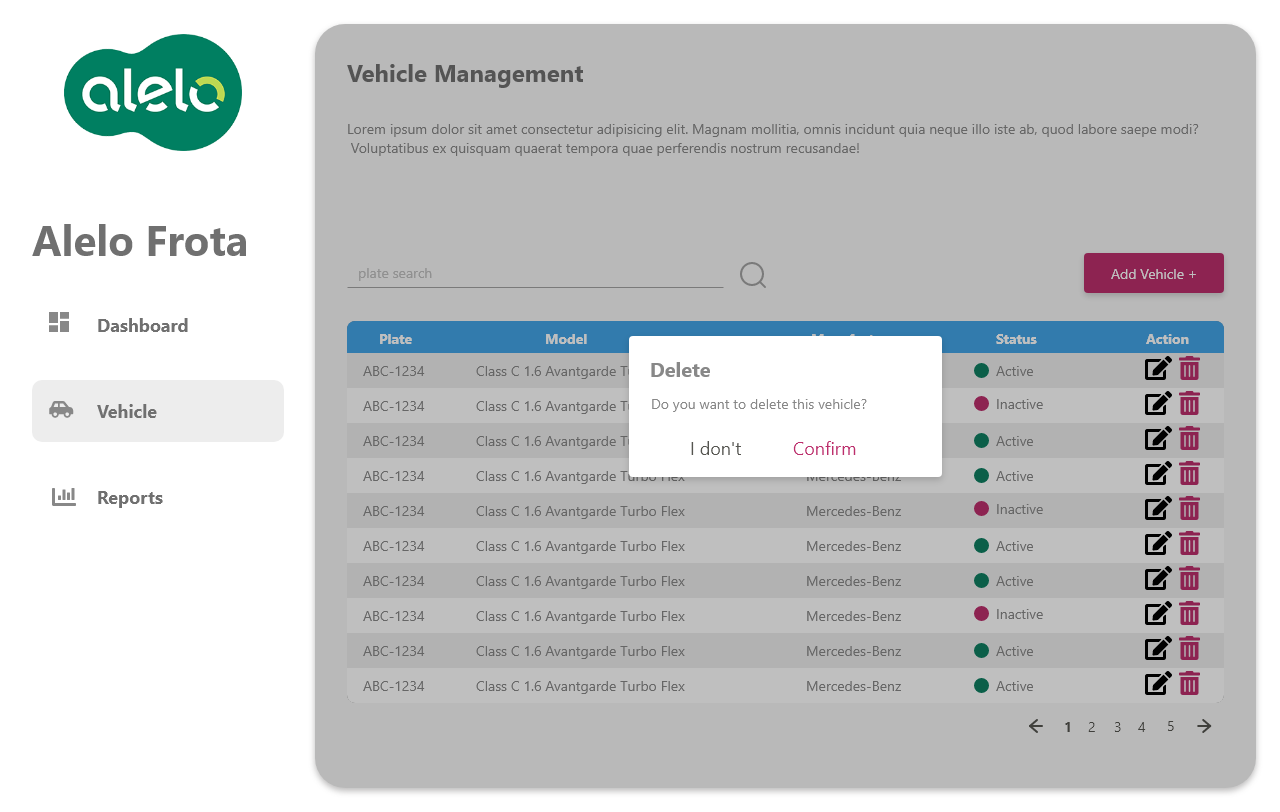 alelo
Alelo Frota
Dashboard
Vehicle
Reports
Vehicle Management
Lorem ipsum dolor sit amet consectetur adipisicing elit. Magnam mollitia, omnis incidunt quia neque illo iste ab, quod labore saepe modi?
Voluptatibus ex quisquam quaerat tempora quae perferendis nostrum recusandae!
plate search
Add Vehicle +
Plate Model Status Action
ABC-1234 Class C 1.6 Avantgarde Active
ABC-1234 Class C 1.6 Avantgarde Inactive
ABC-1234 Class C 1.6 Avantgarde Active
ABC-1234 Class C 1.6 Avantgarde Turbo Flex Mercedes-Benz Active
ABC-1234 Class C 1.6 Avantgarde Turbo Flex Mercedes-Benz Inactive
ABC-1234 Class C 1.6 Avantgarde Turbo Flex Mercedes-Benz Active
ABC-1234 Class C 1.6 Avantgarde Turbo Flex Mercedes-Benz Active
ABC-1234 Class C 1.6 Avantgarde Turbo Flex Mercedes-Benz Inactive
ABC-1234 Class C 1.6 Avantgarde Turbo Flex Mercedes-Benz Active
ABC-1234 Class C 1.6 Avantgarde Turbo Flex Mercedes-Benz Active
Delete
Do you want to delete this vehicle?
I don't Confirm
1 2 3 4 5